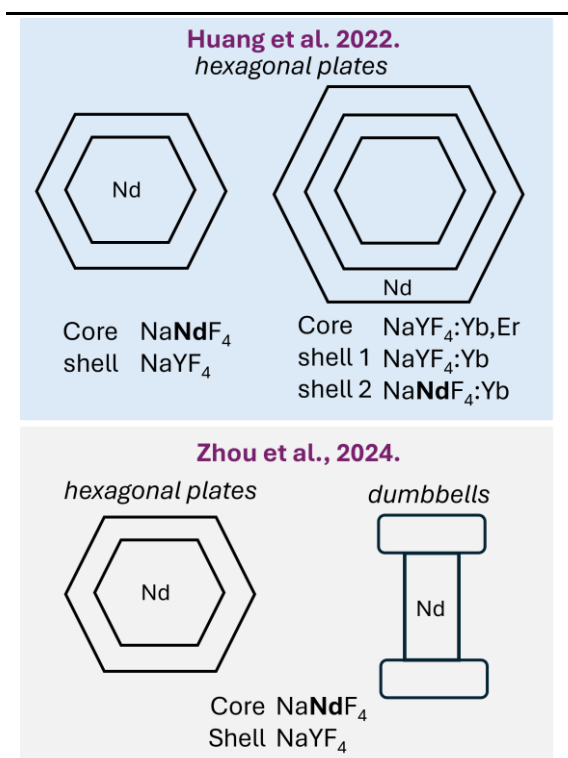 Huang et al. 2022.
hexagonal plates
Nd
Nd
Core NaNdF₄
shell NaYF₄
Core NaYF₄:Yb,Er
shell 1 NaYF₄:Yb
shell 2 NaNdF₄:Yb
Zhou et al., 2024.
hexagonal plates
dumbbells
Nd
Nd
Core NaNdF₄
Shell NaYF₄